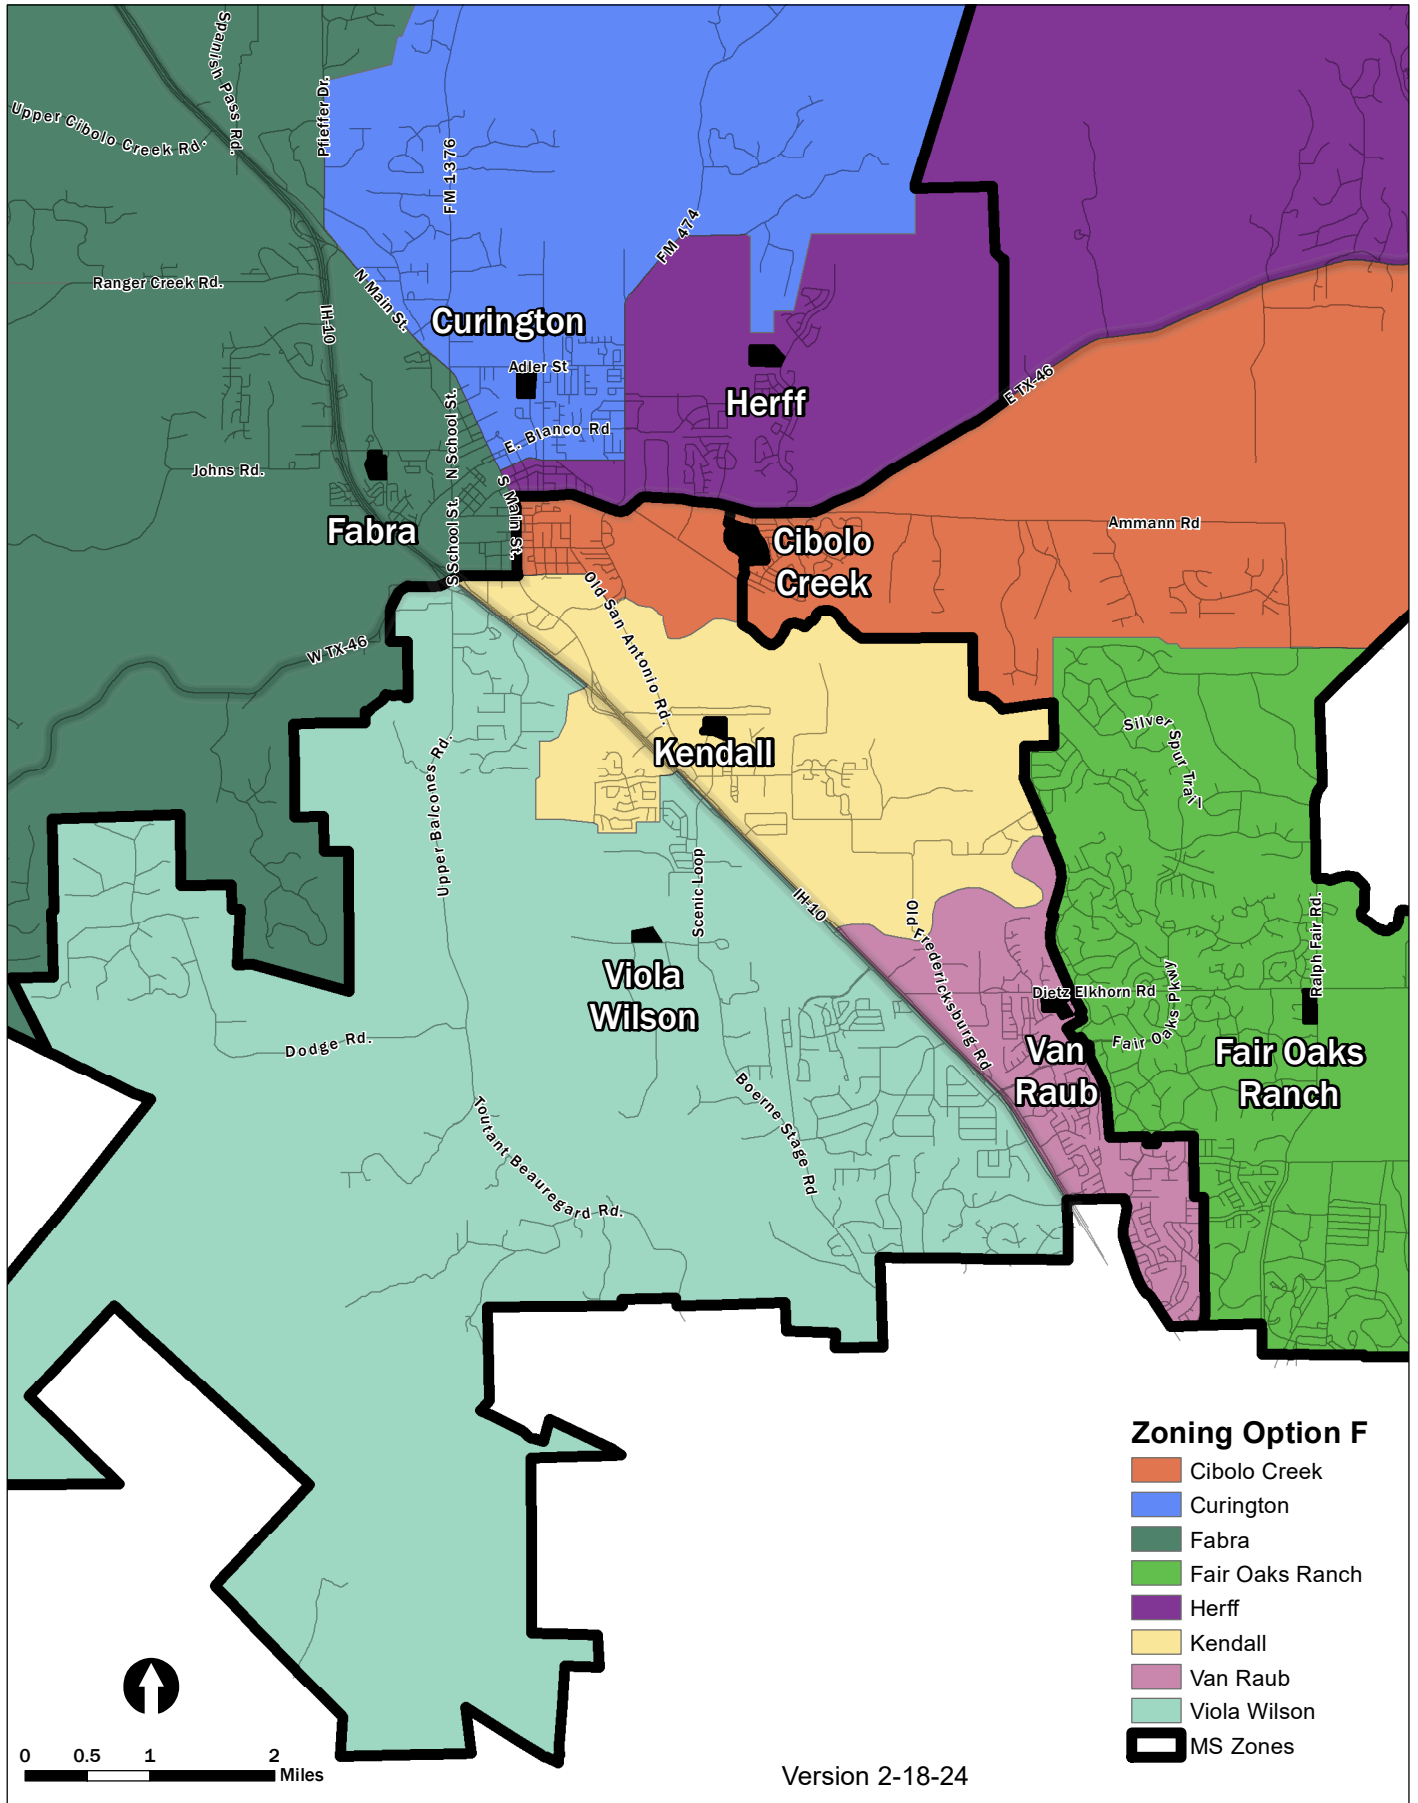 Spanish Pass Rd.
Pfieffer Dr.
Upper Cibolo Creek Rd.
FM 1376
FM 474
Ranger Creek Rd.
N Main St.
IH-10
Curington
Adler St
E. Blanco Rd
Herff
E TX-46
N School St.
Johns Rd.
S Main St.
Fabra
S School St.
Cibolo
Creek
Ammann Rd
Old San Antonio Rd.
W TX-46
Silver Spur Trail
Kendall
Upper Balcones Rd.
Scenic Loop
IH-10
Old Fredericksburg Rd
Ralph Fair Rd.
Viola
Wilson
Dietz Elkhorn Rd
Fair Oaks Pkwy
Dodge Rd.
Van
Raub
Fair Oaks
Ranch
Boerne Stage Rd
Toutant Beauregard Rd.
Zoning Option F
Cibolo Creek
Curington
Fabra
Fair Oaks Ranch
Herff
Kendall
Van Raub
Viola Wilson
MS Zones
0 0.5 1 2
Miles
Version 2-18-24